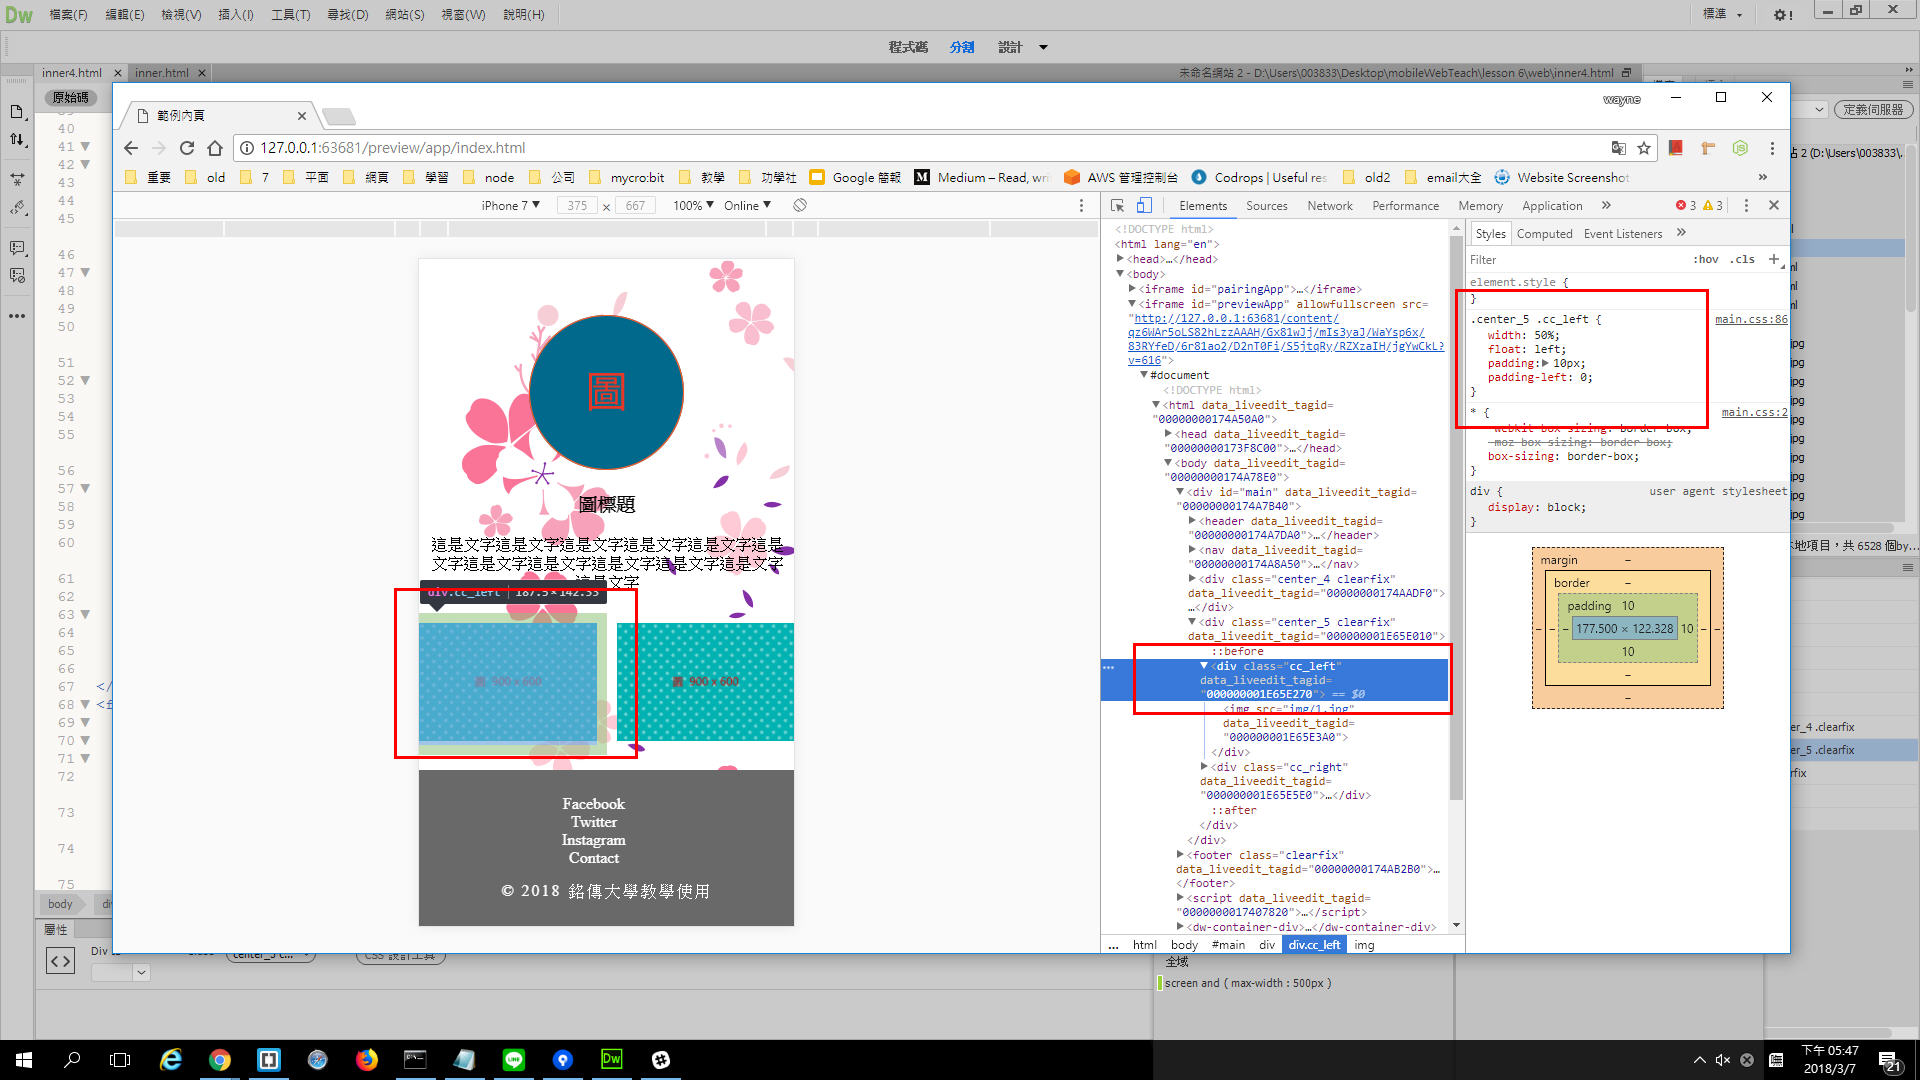 Dw 檔案(F) 編輯(E) 檢視(V) 插入(I) 工具(T) 尋找(D) 網站(S) 視窗(W) 說明(H) 標準
程式碼 分割 設計
inner4.html × inner.html × 未命名網站 2 - D:\Users\003833\Desktop\mobileWebTeach\lesson 6\web\inner4.html
原始碼
定義伺服器
範例內頁 ×
wayne
127.0.0.1:63681/preview/app/index.html
重要 old 7 平面 網頁 學習 node 公司 mycro:bit 教學 功學社 Google 簡報 Medium – Read, wri AWS 管理控制台 Codrops | Useful res old2 email大全 Website Screenshot »
iPhone 7 ▼ 375 × 667 100% ▼ Online ▼
Elements Sources Network Performance Memory Application » 3 3
圖
圖標題
這是文字這是文字這是文字這是文字這是文字這是
文字這是文字這是文字這是文字這是文字這是文字
這是文字
div.cc_left | 187.5×142.33
圖 900 x 600
圖 900 x 600
Facebook
Twitter
Instagram
Contact
© 2018 銘傳大學教學使用
<!DOCTYPE html>
<html lang="en">
▶<head>…</head>
▼<body>
▶<iframe id="pairingApp">…</iframe>
▼<iframe id="previewApp" allowfullscreen src=
"http://127.0.0.1:63681/content/
qz6WAr5oLS82hLzzAAAH/Gx81wJj/mIs3yaJ/WaYsp6x/
83RYfeD/6r81ao2/D2nT0Fi/S5jtqRy/RZXzaIH/jgYwCkL?
v=616">
▼#document
<!DOCTYPE html>
▼<html data_liveedit_tagid=
"00000000174A50A0">
▶<head data_liveedit_tagid=
"00000000173F8C00">…</head>
▼<body data_liveedit_tagid=
"00000000174A78E0">
▼<div id="main" data_liveedit_tagid=
"00000000174A7B40">
▶<header data_liveedit_tagid=
"00000000174A7DA0">…</header>
▶<nav data_liveedit_tagid=
"00000000174A8A50">…</nav>
▶<div class="center_4 clearfix"
data_liveedit_tagid="00000000174AADF0">
…</div>
▼<div class="center_5 clearfix"
data_liveedit_tagid="000000001E65E010">
::before
▼<div class="cc_left"
data_liveedit_tagid=
"000000001E65E270"> == $0
<img src="img/1.jpg"
data_liveedit_tagid=
"000000001E65E3A0">
</div>
▶<div class="cc_right"
data_liveedit_tagid=
"000000001E65E5E0">…</div>
::after
</div>
</div>
▶<footer class="clearfix"
data_liveedit_tagid="00000000174AB2B0">…
</footer>
▶<script data_liveedit_tagid=
"0000000017407820">…</script>
▶<dw-container-div>…</dw-container-div>
... html body #main div div.cc_left img
Styles Computed Event Listeners »
Filter :hov .cls +
element.style {
}
.center_5 .cc_left { main.css:86
width: 50%;
float: left;
padding:▶ 10px;
padding-left: 0;
}
* { main.css:2
-webkit-box-sizing: border-box;
-moz-box-sizing: border-box;
box-sizing: border-box;
}
div { user agent stylesheet
display: block;
}
margin –
border –
padding 10
– – – 177.500 × 122.328 10 – –
10
–
–
40
41
42
43
44
45
46
47
48
49
50
51
52
53
54
55
56
57
58
59
60
61
62
63
64
65
66
67 </
68 <f
69
70
71
72
73
74
75
body
屬性
Div
center_5 c...
CSS 設計工具
全域
screen and ( max-width : 500px )
站 2 (D:\Users\003833\...
本地項目，共 6528 個by...
er_4 .clearfix
er_5 .clearfix
rfix
下午 05:47
2018/3/7
21